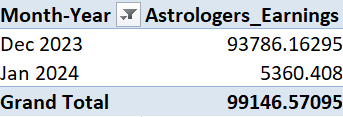 Month-Year Astrologers_Earnings
Dec 2023 93786.16295
Jan 2024 5360.408
Grand Total 99146.57095